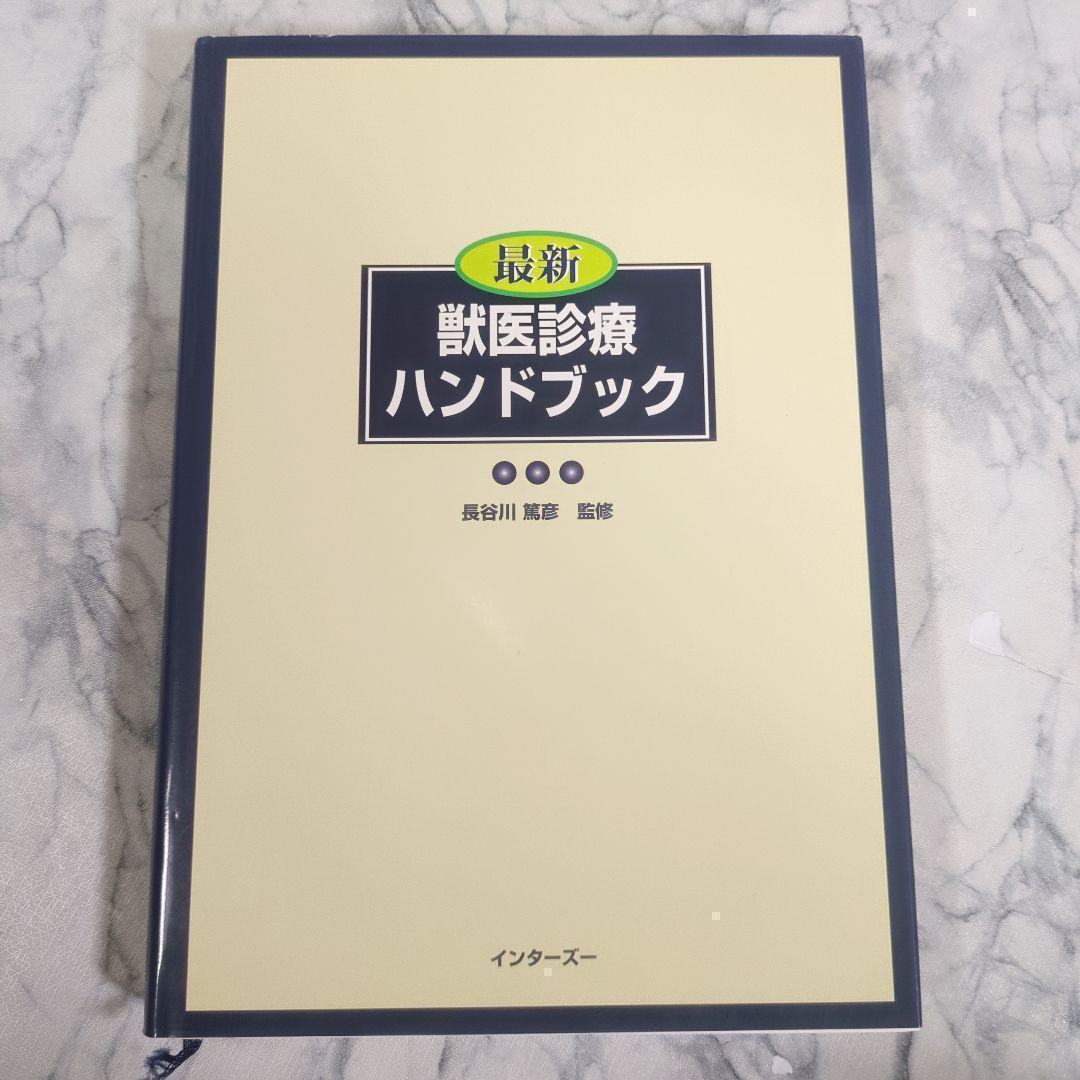 最新
獣医診療
ハンドブック
長谷川 篤彦　監修
インターズー